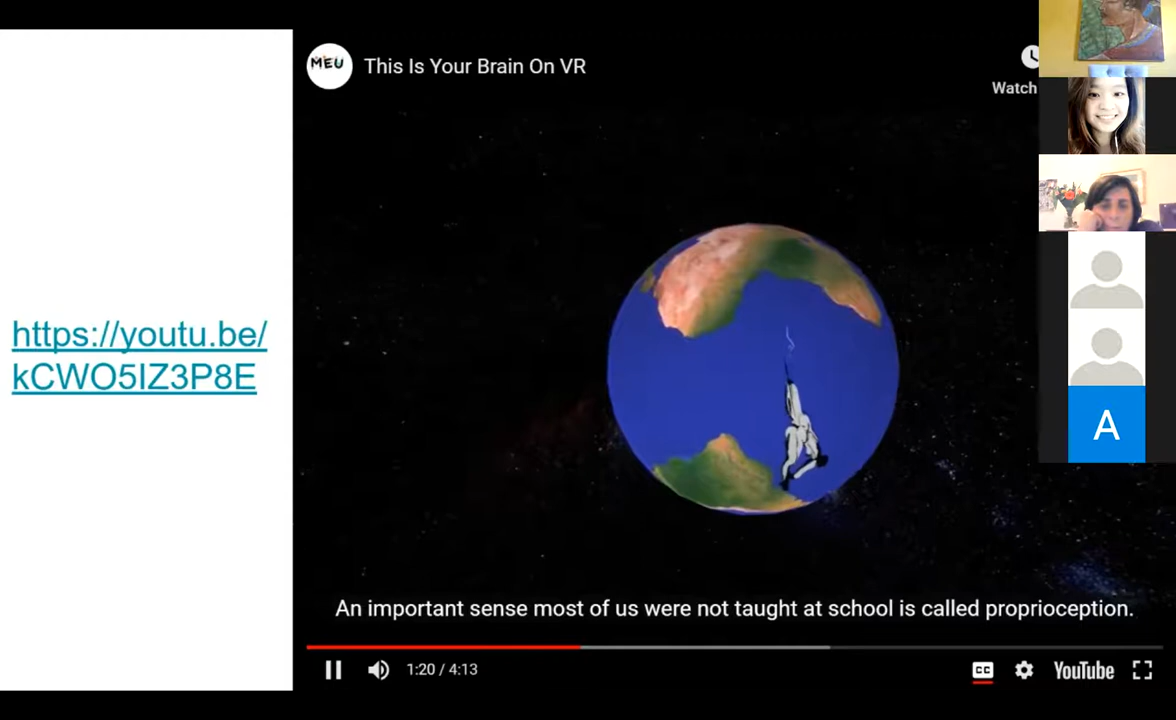 MEU
This Is Your Brain On VR
Watch
https://youtu.be/
kCWO5IZ3P8E
A
An important sense most of us were not taught at school is called proprioception.
1:20 / 4:13
CC
YouTube